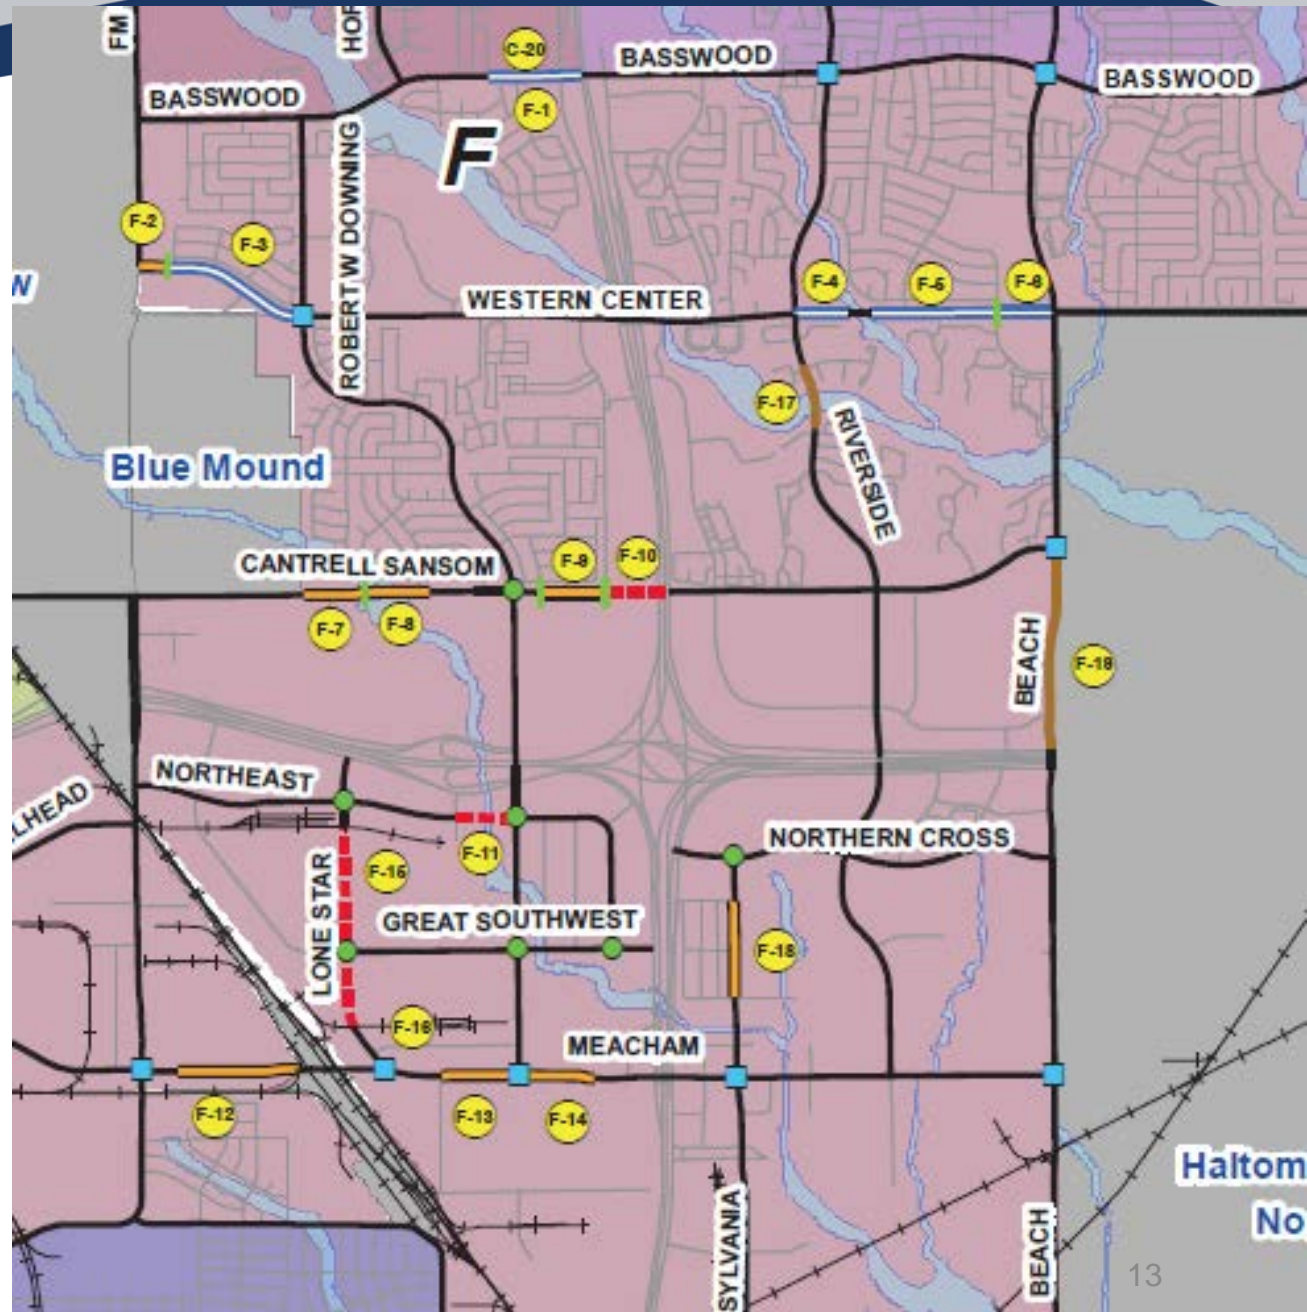 FM
HOF
C-20
BASSWOOD
F-1
BASSWOOD
BASSWOOD
F
ROBERT W DOWNING
F-2
F-3
W
WESTERN CENTER
F-4
F-5
F-6
F-17
RIVERSIDE
Blue Mound
CANTRELL SANSOM
F-9
F-10
F-7
F-8
BEACH
F-19
NORTHEAST
LHEAD
F-11
F-15
NORTHERN CROSS
LONE STAR
GREAT SOUTHWEST
F-18
F-16
MEACHAM
F-12
F-13
F-14
Haltom
No
SYLVANIA
BEACH
13